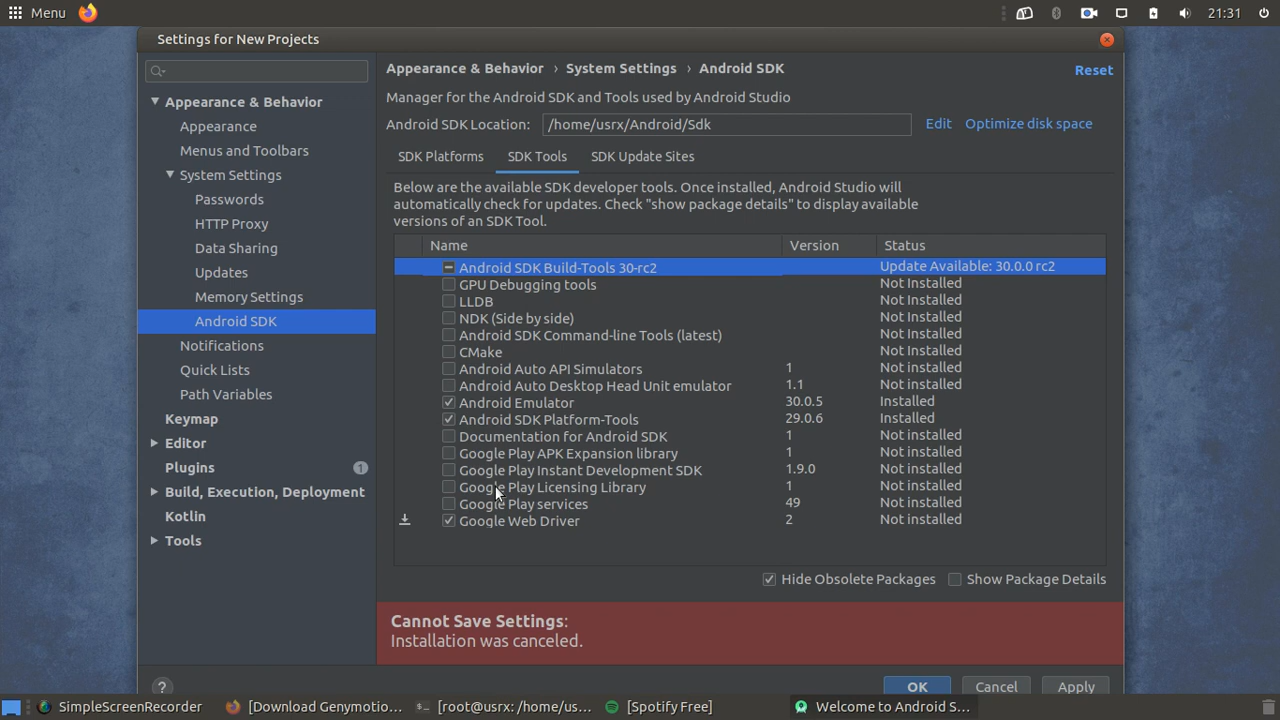 Menu
21:31
Settings for New Projects
Appearance & Behavior
Appearance
Menus and Toolbars
System Settings
Passwords
HTTP Proxy
Data Sharing
Updates
Memory Settings
Android SDK
Notifications
Quick Lists
Path Variables
Keymap
Editor
Plugins 1
Build, Execution, Deployment
Kotlin
Tools
Appearance & Behavior › System Settings › Android SDK
Reset
Manager for the Android SDK and Tools used by Android Studio
Android SDK Location: /home/usrx/Android/Sdk Edit Optimize disk space
SDK Platforms SDK Tools SDK Update Sites
Below are the available SDK developer tools. Once installed, Android Studio will
automatically check for updates. Check "show package details" to display available
versions of an SDK Tool.
Name Version Status
Android SDK Build-Tools 30-rc2 Update Available: 30.0.0 rc2
GPU Debugging tools Not Installed
LLDB Not Installed
NDK (Side by side) Not Installed
Android SDK Command-line Tools (latest) Not Installed
CMake Not Installed
Android Auto API Simulators 1 Not installed
Android Auto Desktop Head Unit emulator 1.1 Not installed
Android Emulator 30.0.5 Installed
Android SDK Platform-Tools 29.0.6 Installed
Documentation for Android SDK 1 Not installed
Google Play APK Expansion library 1 Not installed
Google Play Instant Development SDK 1.9.0 Not installed
Google Play Licensing Library 1 Not installed
Google Play services 49 Not installed
Google Web Driver 2 Not installed
Hide Obsolete Packages Show Package Details
Cannot Save Settings:
Installation was canceled.
? OK Cancel Apply
SimpleScreenRecorder [Download Genymotio... [root@usrx: /home/us... [Spotify Free] Welcome to Android S...